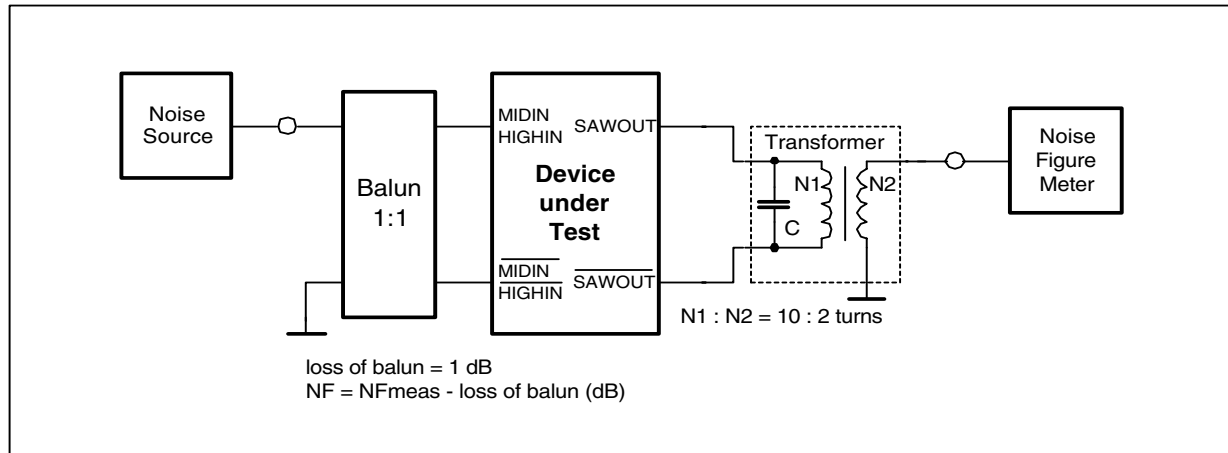 Noise
Source
Balun
1:1
MIDIN
HIGHIN
SAWOUT
Device
under
Test
MIDIN
HIGHIN
SAWOUT
Transformer
N1
N2
C
Noise
Figure
Meter
N1 : N2 = 10 : 2 turns
loss of balun = 1 dB
NF = NFmeas - loss of balun (dB)